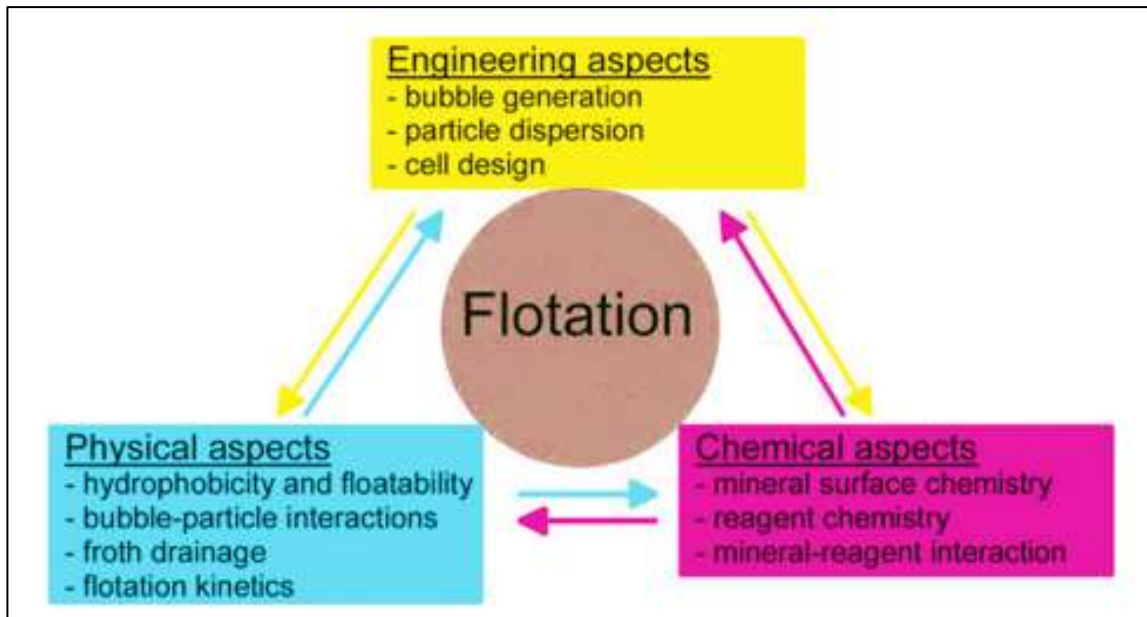 Engineering aspects
- bubble generation
- particle dispersion
- cell design
Flotation
Physical aspects
- hydrophobicity and floatability
- bubble-particle interactions
- froth drainage
- flotation kinetics
Chemical aspects
- mineral surface chemistry
- reagent chemistry
- mineral-reagent interaction